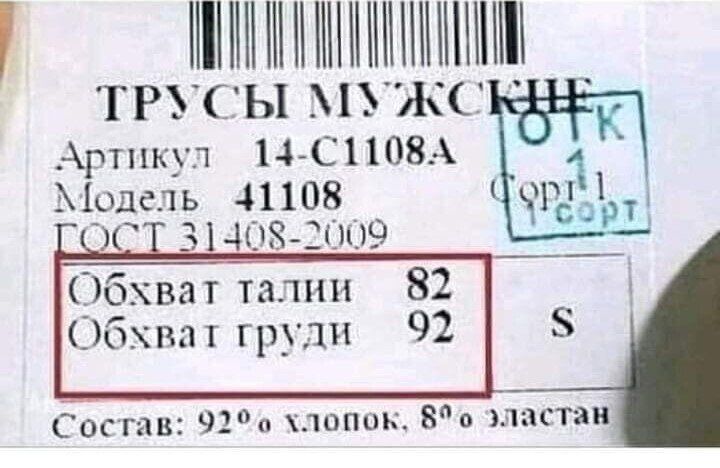 ТРУСЫ МУЖСКИЕ
Артикул 14-С1108А
Модель 41108 Сорт 1
ГОСТ 31408-2009
ОТК
1
1 сорт
Обхват талии 82
Обхват груди 92
S
Состав: 92% хлопок, 8% эластан